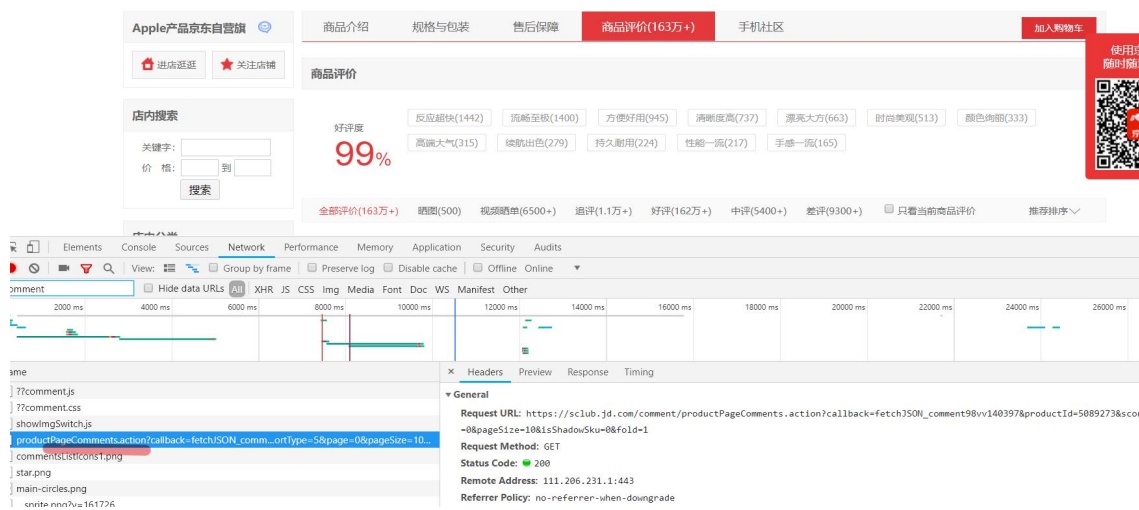 Apple产品京东自营旗
进店逛逛 关注店铺
店内搜索
关键字:
价 格: 到
搜索
商品介绍 规格与包装 售后保障 商品评价(163万+) 手机社区
加入购物车
商品评价
好评度
99%
反应超快(1442) 流畅至极(1400) 方便好用(945) 清晰度高(737) 漂亮大方(663) 时尚美观(513) 颜色绚丽(333)
高端大气(315) 续航出色(279) 持久耐用(224) 性能一流(217) 手感一流(165)
全部评价(163万+) 晒图(500) 视频晒单(6500+) 追评(1.1万+) 好评(162万+) 中评(5400+) 差评(9300+) 只看当前商品评价 推荐排序
使用京
随时随
Elements Console Sources Network Performance Memory Application Security Audits
View: Group by frame Preserve log Disable cache Offline Online
omment Hide data URLs All XHR JS CSS Img Media Font Doc WS Manifest Other
2000 ms 4000 ms 6000 ms 8000 ms 10000 ms 12000 ms 14000 ms 16000 ms 18000 ms 20000 ms 22000 ms 24000 ms 26000 ms
ame
??comment.js
??comment.css
showImgSwitch.js
productPageComments.action?callback=fetchJSON_comm...ortType=5&page=0&pageSize=10...
commentsListIcons1.png
star.png
main-circles.png
sprite.png?v=161726
× Headers Preview Response Timing
General
Request URL: https://sclub.jd.com/comment/productPageComments.action?callback=fetchJSON_comment98vv140397&productId=5089273&scor
=0&pageSize=10&isShadowSku=0&fold=1
Request Method: GET
Status Code: 200
Remote Address: 111.206.231.1:443
Referrer Policy: no-referrer-when-downgrade